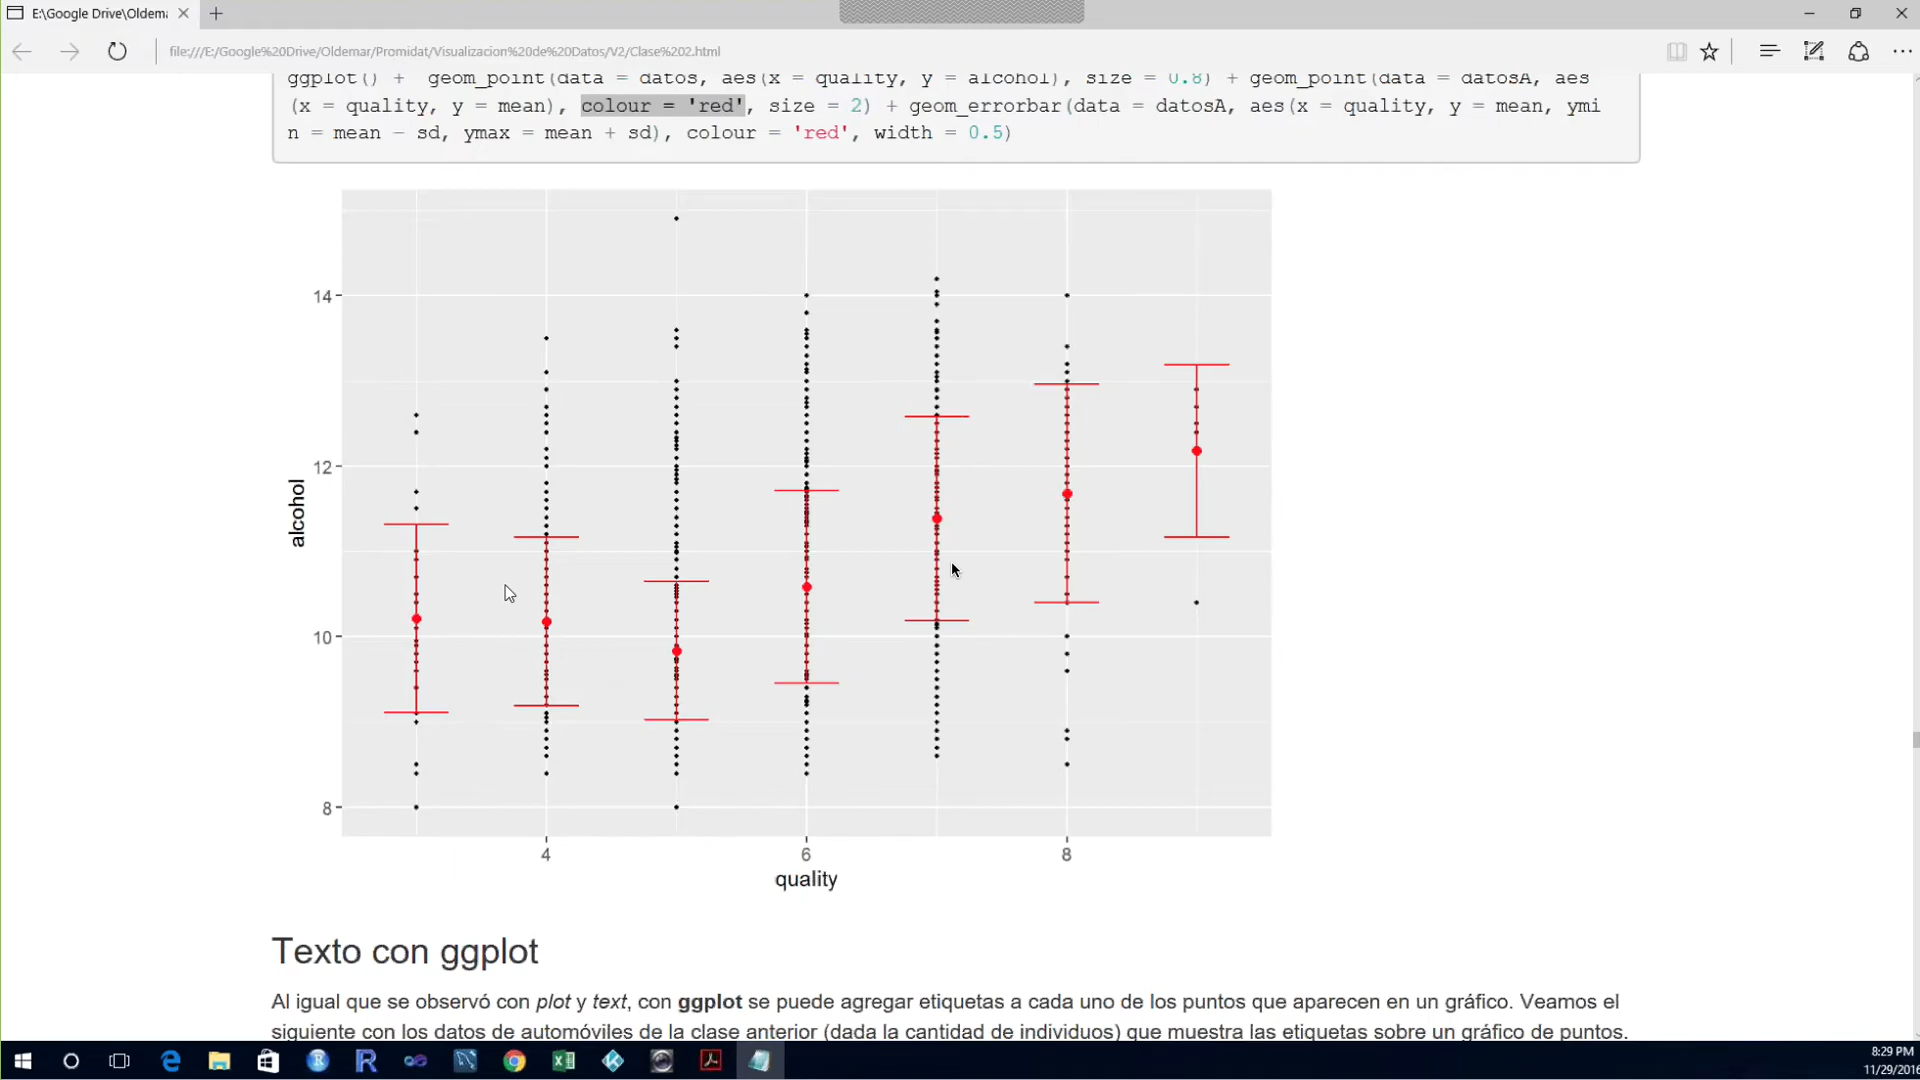 E:\Google Drive\Oldema
file:///E:/Google%20Drive/Oldemar/Promidat/Visualizacion%20de%20Datos/V2/Clase%202.html
ggplot() +  geom_point(data = datos, aes(x = quality, y = alcohol), size = 0.8) + geom_point(data = datosA, aes
(x = quality, y = mean), colour = 'red', size = 2) + geom_errorbar(data = datosA, aes(x = quality, y = mean, ymi
n = mean - sd, ymax = mean + sd), colour = 'red', width = 0.5)
14
12
alcohol
10
8
4 6 8
quality
Texto con ggplot
Al igual que se observó con plot y text, con ggplot se puede agregar etiquetas a cada uno de los puntos que aparecen en un gráfico. Veamos el
siguiente con los datos de automóviles de la clase anterior (dada la cantidad de individuos) que muestra las etiquetas sobre un gráfico de puntos.
8:29 PM
11/29/201